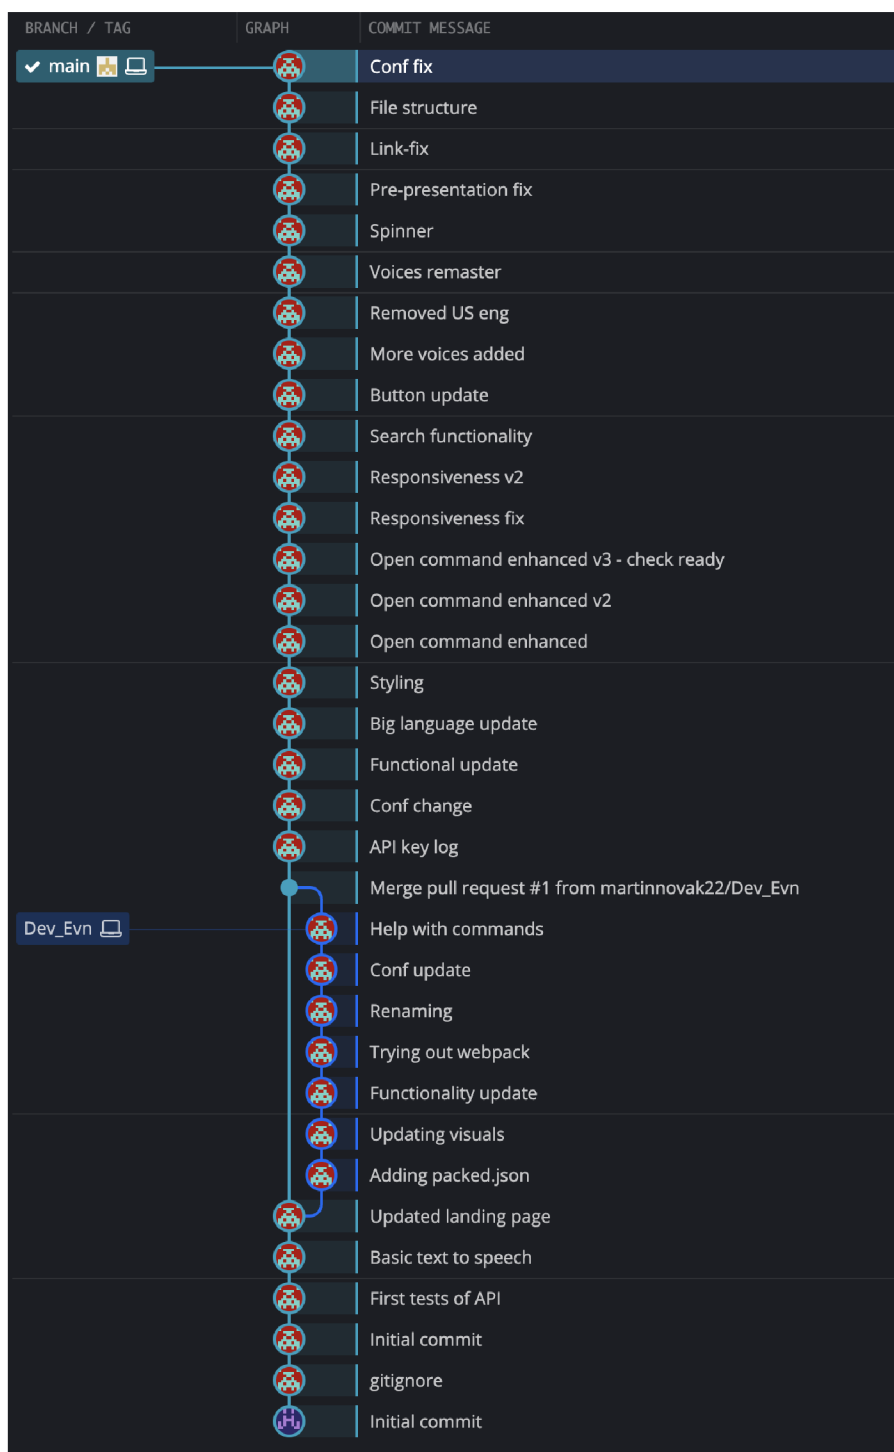 BRANCH / TAG GRAPH COMMIT MESSAGE
main Conf fix
File structure
Link-fix
Pre-presentation fix
Spinner
Voices remaster
Removed US eng
More voices added
Button update
Search functionality
Responsiveness v2
Responsiveness fix
Open command enhanced v3 - check ready
Open command enhanced v2
Open command enhanced
Styling
Big language update
Functional update
Conf change
API key log
Merge pull request #1 from martinnovak22/Dev_Evn
Dev_Evn Help with commands
Conf update
Renaming
Trying out webpack
Functionality update
Updating visuals
Adding packed.json
Updated landing page
Basic text to speech
First tests of API
Initial commit
gitignore
Initial commit